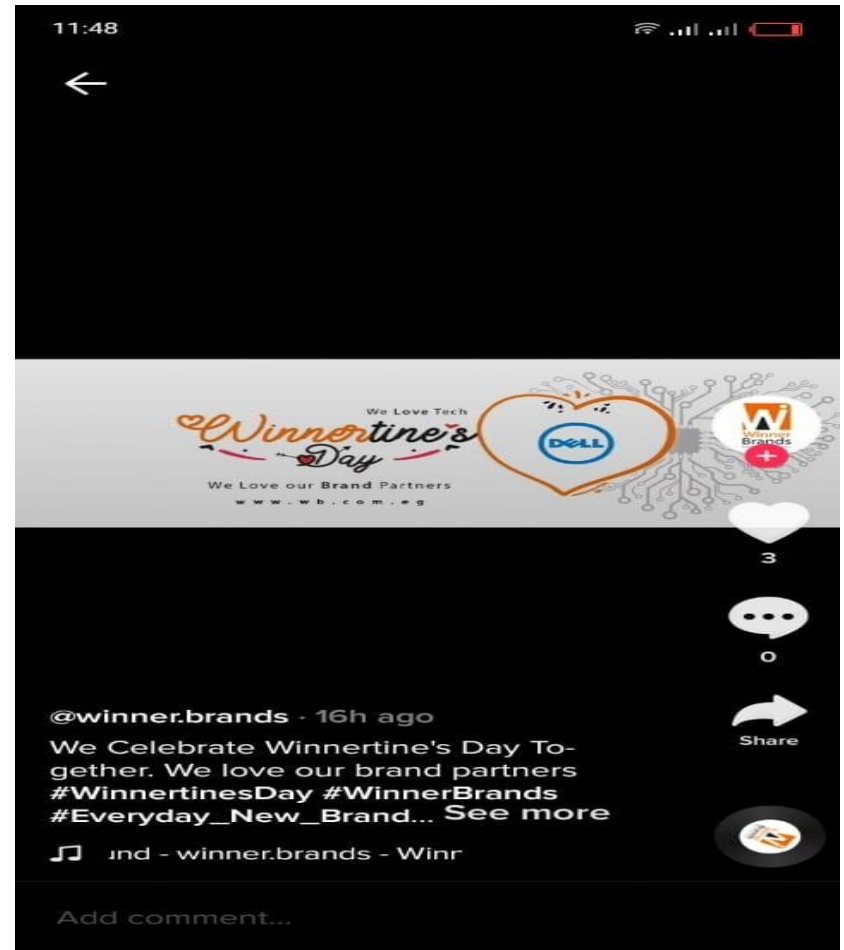 11:48
We Love Tech
Winnertine's
Day
We Love our Brand Partners
www.wb.com.eg
DELL
Winner
Brands
3
0
Share
@winner.brands · 16h ago
We Celebrate Winnertine's Day To-
gether. We love our brand partners
#WinnertinesDay #WinnerBrands
#Everyday_New_Brand... See more
und - winner.brands - Winr
Add comment...